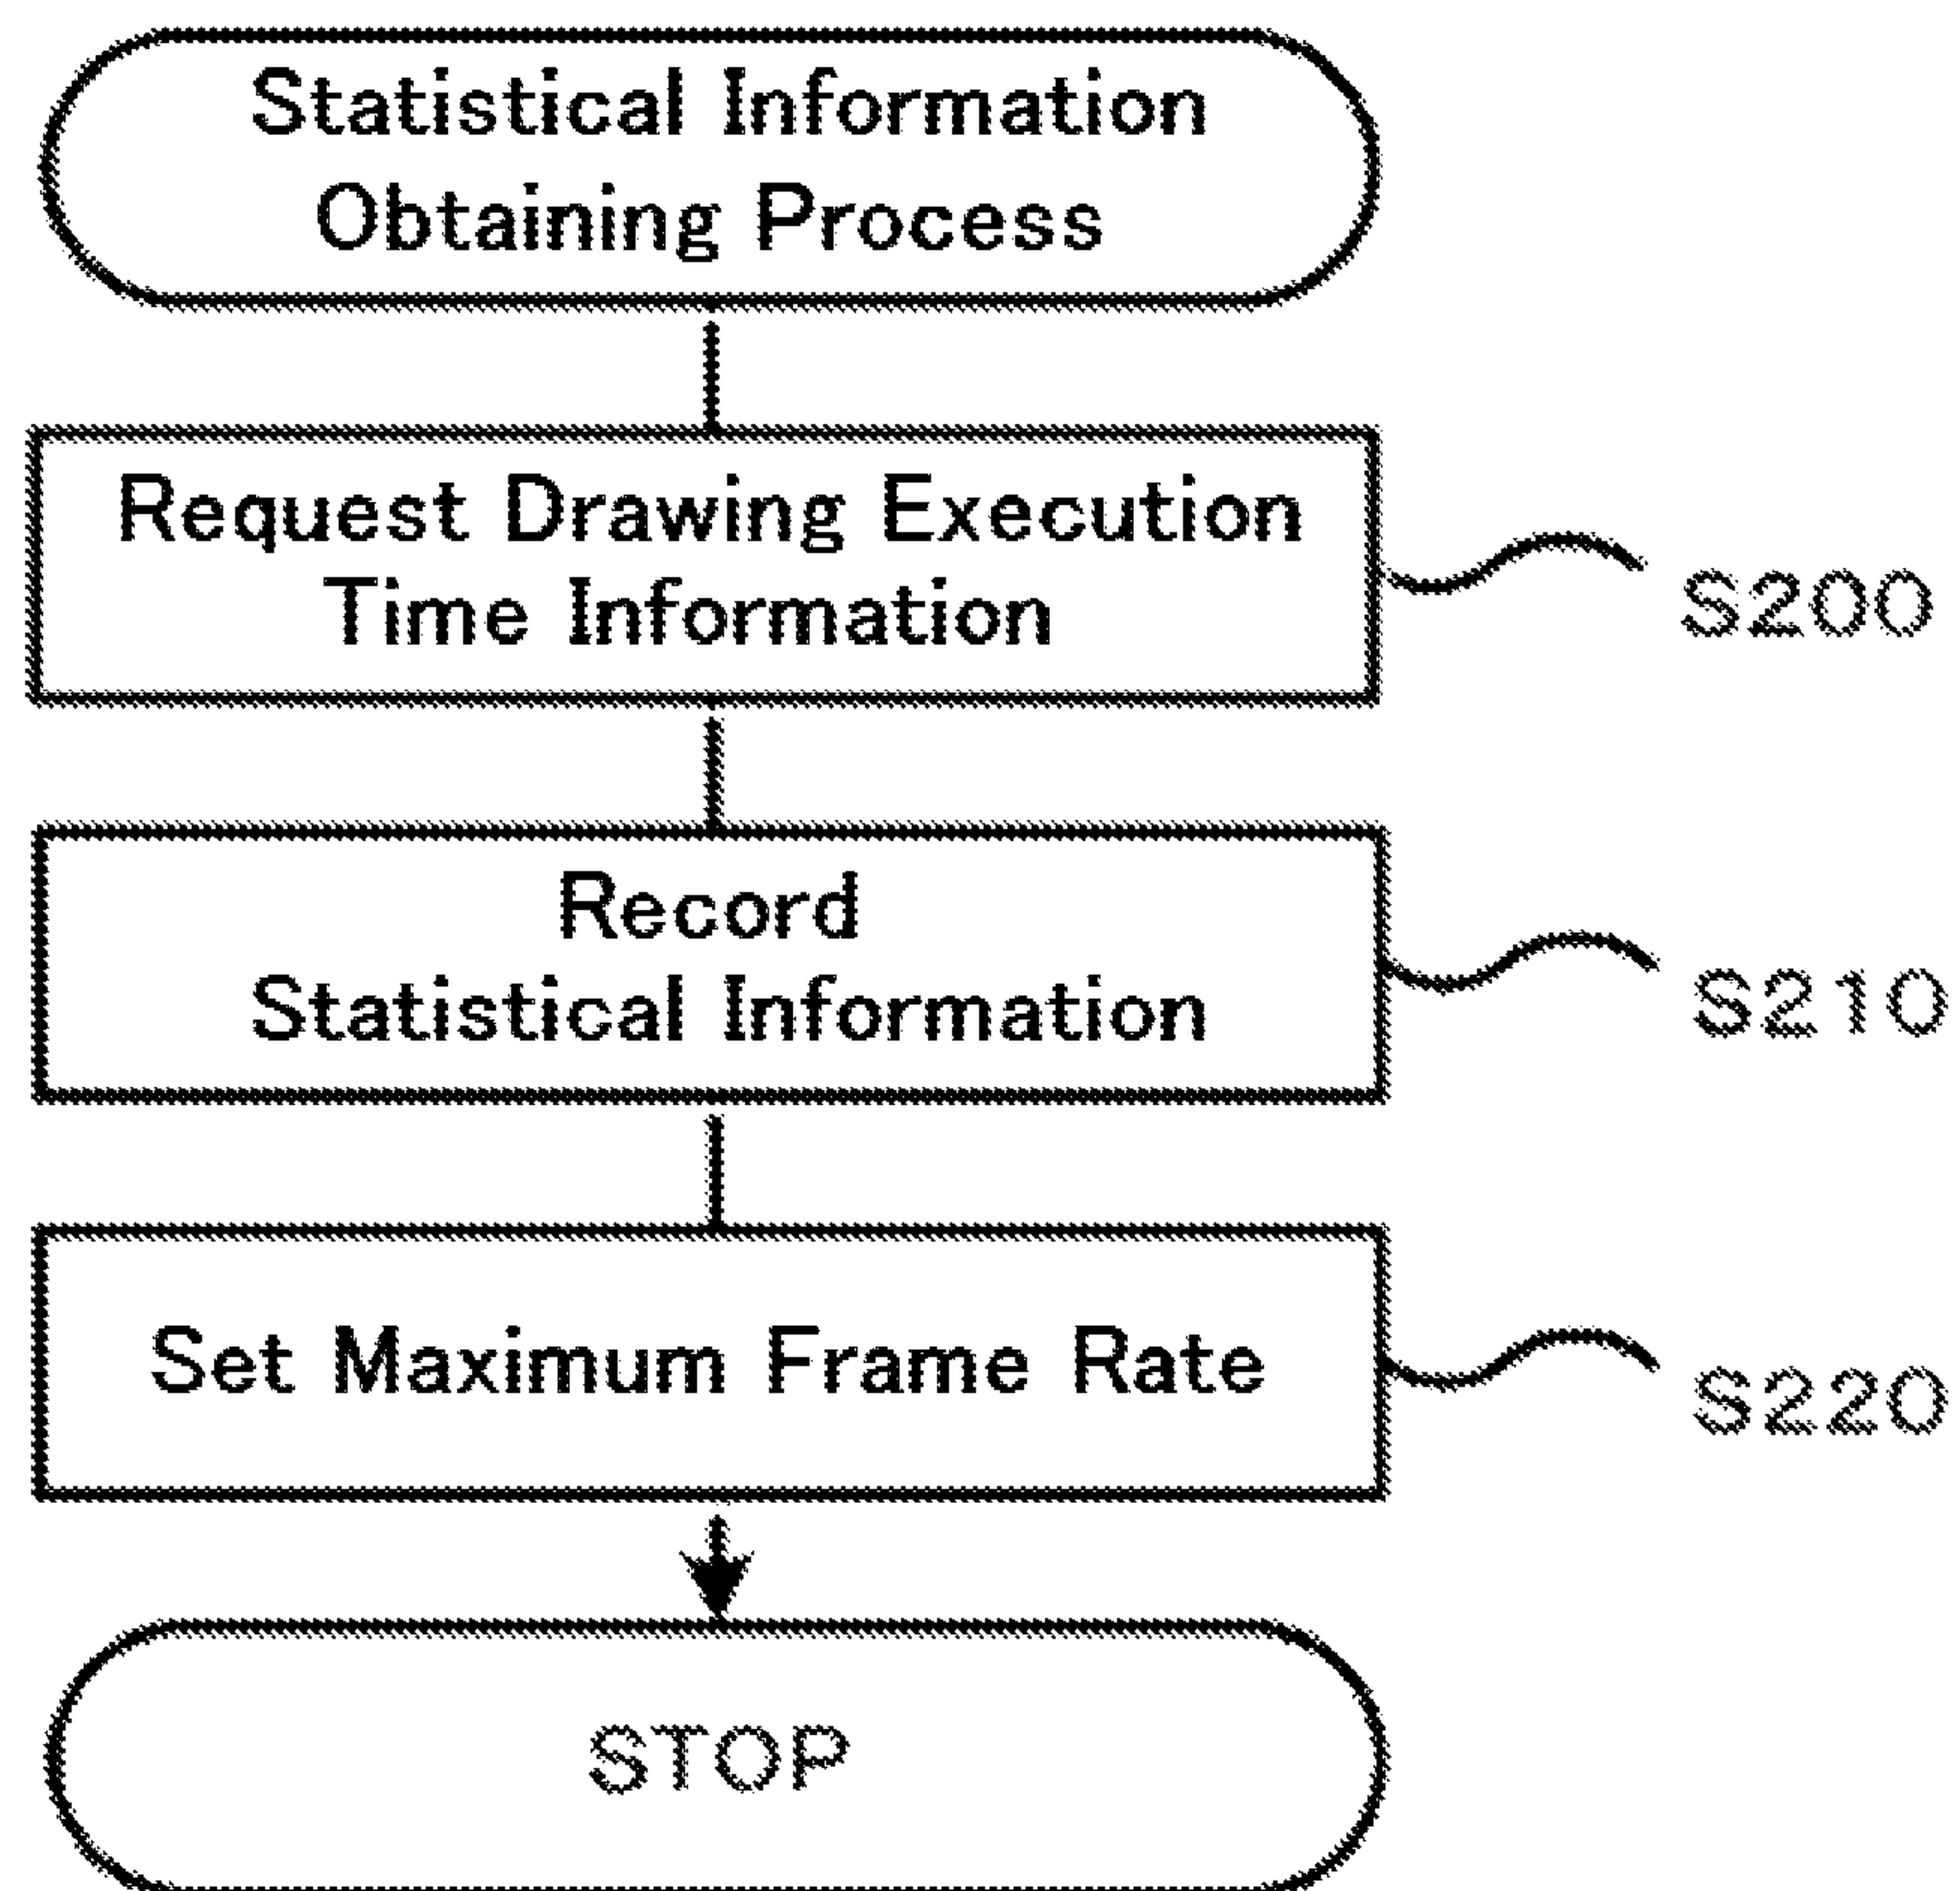 Statistical Information
Obtaining Process
Request Drawing Execution
Time Information
S200
Record
Statistical Information
S210
Set Maximum Frame Rate
S220
STOP